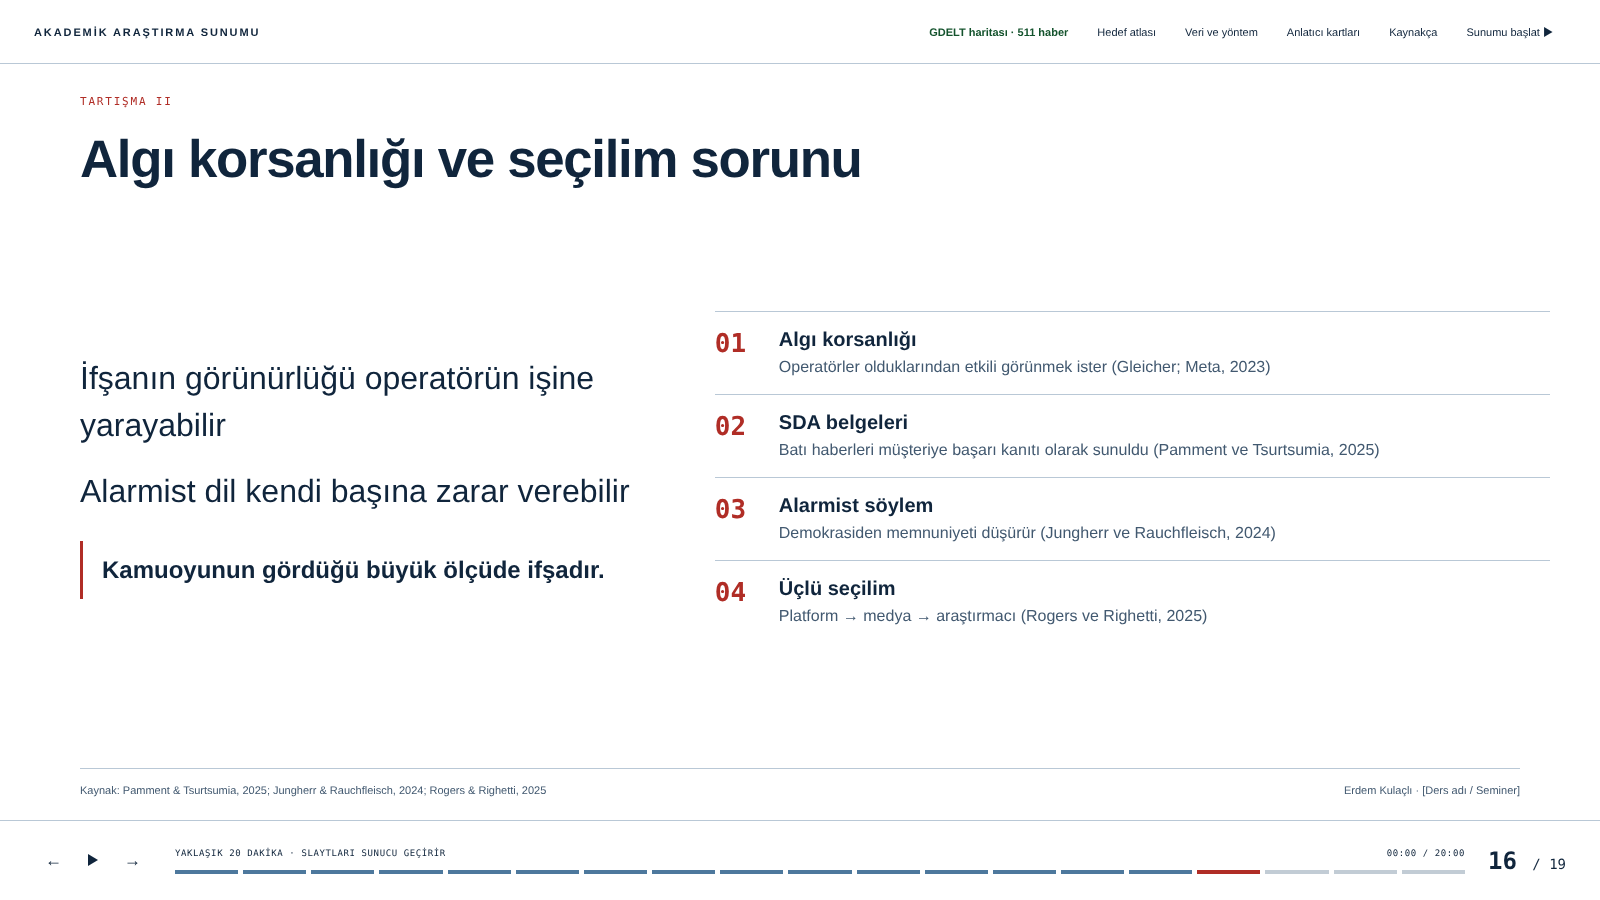 AKADEMİK ARAŞTIRMA SUNUMU
GDELT haritası · 511 haber
Hedef atlası
Veri ve yöntem
Anlatıcı kartları
Kaynakça
Sunumu başlat ▶
TARTIŞMA II
Algı korsanlığı ve seçilim sorunu
İfşanın görünürlüğü operatörün işine
yarayabilir
Alarmist dil kendi başına zarar verebilir
Kamuoyunun gördüğü büyük ölçüde ifşadır.
01 Algı korsanlığı
Operatörler olduklarından etkili görünmek ister (Gleicher; Meta, 2023)
02 SDA belgeleri
Batı haberleri müşteriye başarı kanıtı olarak sunuldu (Pamment ve Tsurtsumia, 2025)
03 Alarmist söylem
Demokrasiden memnuniyeti düşürür (Jungherr ve Rauchfleisch, 2024)
04 Üçlü seçilim
Platform → medya → araştırmacı (Rogers ve Righetti, 2025)
Kaynak: Pamment & Tsurtsumia, 2025; Jungherr & Rauchfleisch, 2024; Rogers & Righetti, 2025
Erdem Kulaçlı · [Ders adı / Seminer]
← ▶ →
YAKLAŞIK 20 DAKİKA · SLAYTLARI SUNUCU GEÇİRİR
00:00 / 20:00
16 / 19